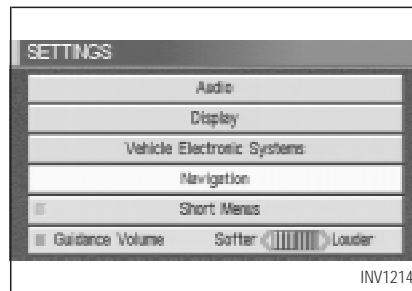 SETTINGS
Audio
Display
Vehicle Electronic Systems
Navigation
Short Menus
Guidance Volume Softer Louder
INV1214